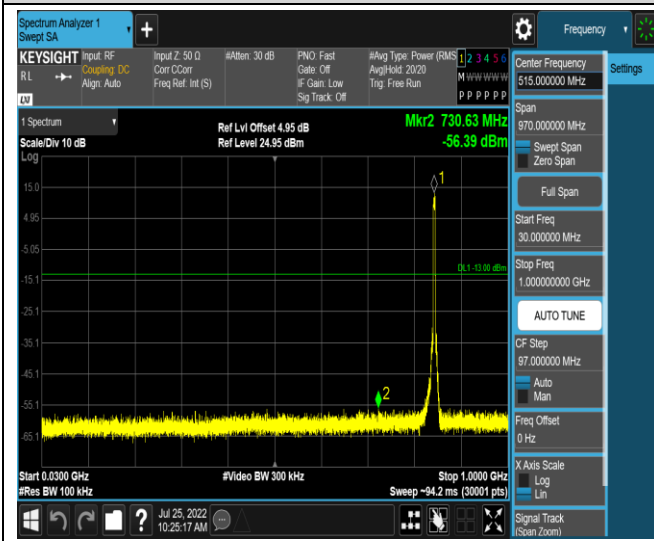 Spectrum Analyzer 1
Swept SA
+
Frequency
KEYSIGHT
RL
LXI
Input: RF
Coupling: DC
Align: Auto
Input Z: 50 Ω
Corr CCorr
Freq Ref: Int (S)
#Atten: 30 dB
PNO: Fast
Gate: Off
IF Gain: Low
Sig Track: Off
#Avg Type: Power (RMS
Avg|Hold: 20/20
Trig: Free Run
1 2 3 4 5 6
M W W W W W
P P P P P P
1 Spectrum
Scale/Div 10 dB
Log
Ref Lvl Offset 4.95 dB
Ref Level 24.95 dBm
Mkr2 730.63 MHz
-56.39 dBm
1
15.0
4.95
-5.05
DL1 -13.00 dBm
-15.1
-25.1
-35.1
-45.1
2
-55.1
-65.1
Start 0.0300 GHz
#Res BW 100 kHz
#Video BW 300 kHz
Stop 1.0000 GHz
Sweep ~94.2 ms (30001 pts)
?
Jul 25, 2022
10:25:17 AM
Center Frequency
515.000000 MHz
Settings
Span
970.000000 MHz
Swept Span
Zero Span
Full Span
Start Freq
30.000000 MHz
Stop Freq
1.000000000 GHz
AUTO TUNE
CF Step
97.000000 MHz
Auto
Man
Freq Offset
0 Hz
X Axis Scale
Log
Lin
Signal Track
(Span Zoom)